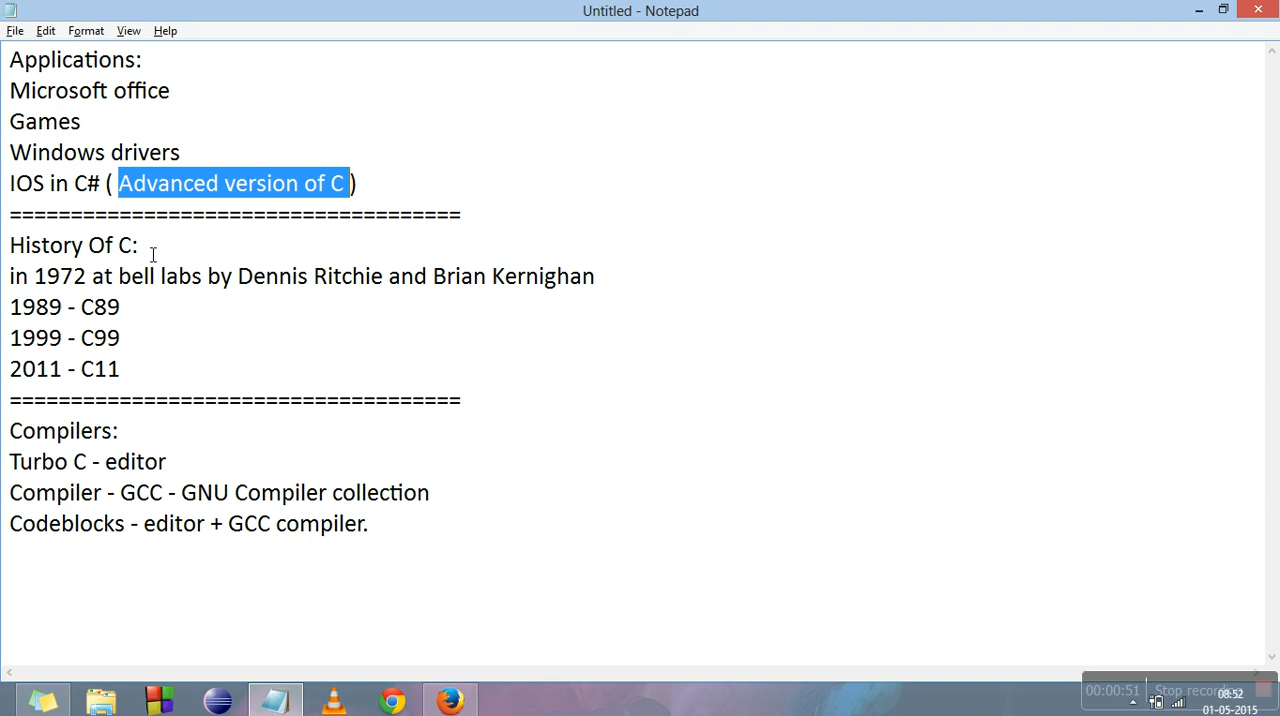 Untitled - Notepad
File Edit Format View Help
Applications:
Microsoft office
Games
Windows drivers
IOS in C# ( Advanced version of C )
=====================================
History Of C:
in 1972 at bell labs by Dennis Ritchie and Brian Kernighan
1989 - C89
1999 - C99
2011 - C11
=====================================
Compilers:
Turbo C - editor
Compiler - GCC - GNU Compiler collection
Codeblocks - editor + GCC compiler.
00:00:51 Stop
08:52
01-05-2015